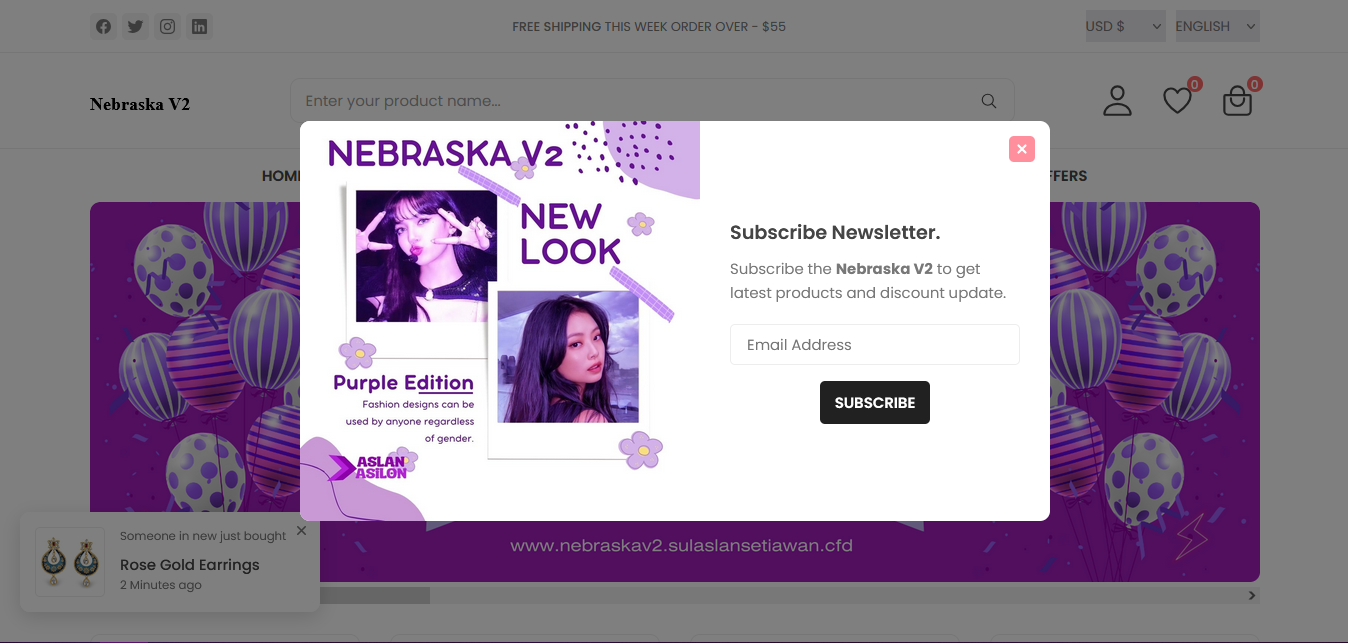 FREE SHIPPING THIS WEEK ORDER OVER - $55
USD $
ENGLISH
Nebraska V2
Enter your product name...
0
0
HOM
FFERS
NEBRASKA V2
NEW
LOOK
Purple Edition
Fashion designs can be
used by anyone regardless
of gender.
ASLAN
ASILON
Subscribe Newsletter.
Subscribe the Nebraska V2 to get
latest products and discount update.
Email Address
SUBSCRIBE
www.nebraskav2.sulaslansetiawan.cfd
Someone in new just bought
Rose Gold Earrings
2 Minutes ago